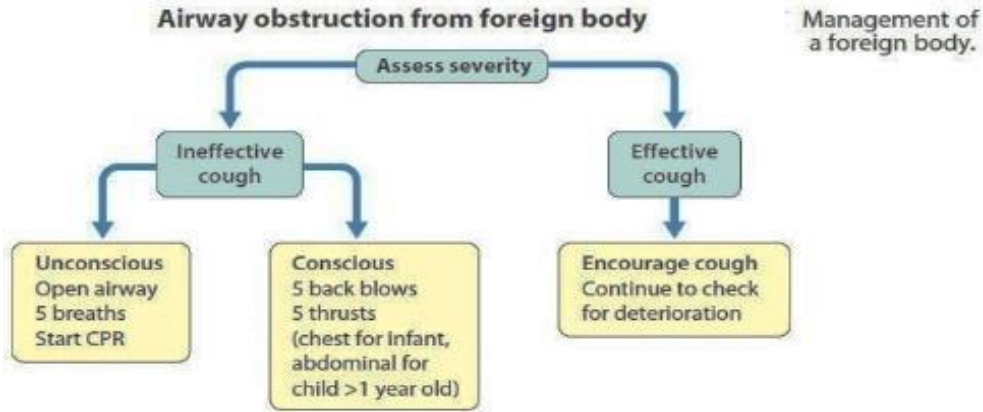 Airway obstruction from foreign body
Management of
a foreign body.
Assess severity
Ineffective
cough
Effective
cough
Unconscious
Open airway
5 breaths
Start CPR
Conscious
5 back blows
5 thrusts
(chest for infant,
abdominal for
child >1 year old)
Encourage cough
Continue to check
for deterioration